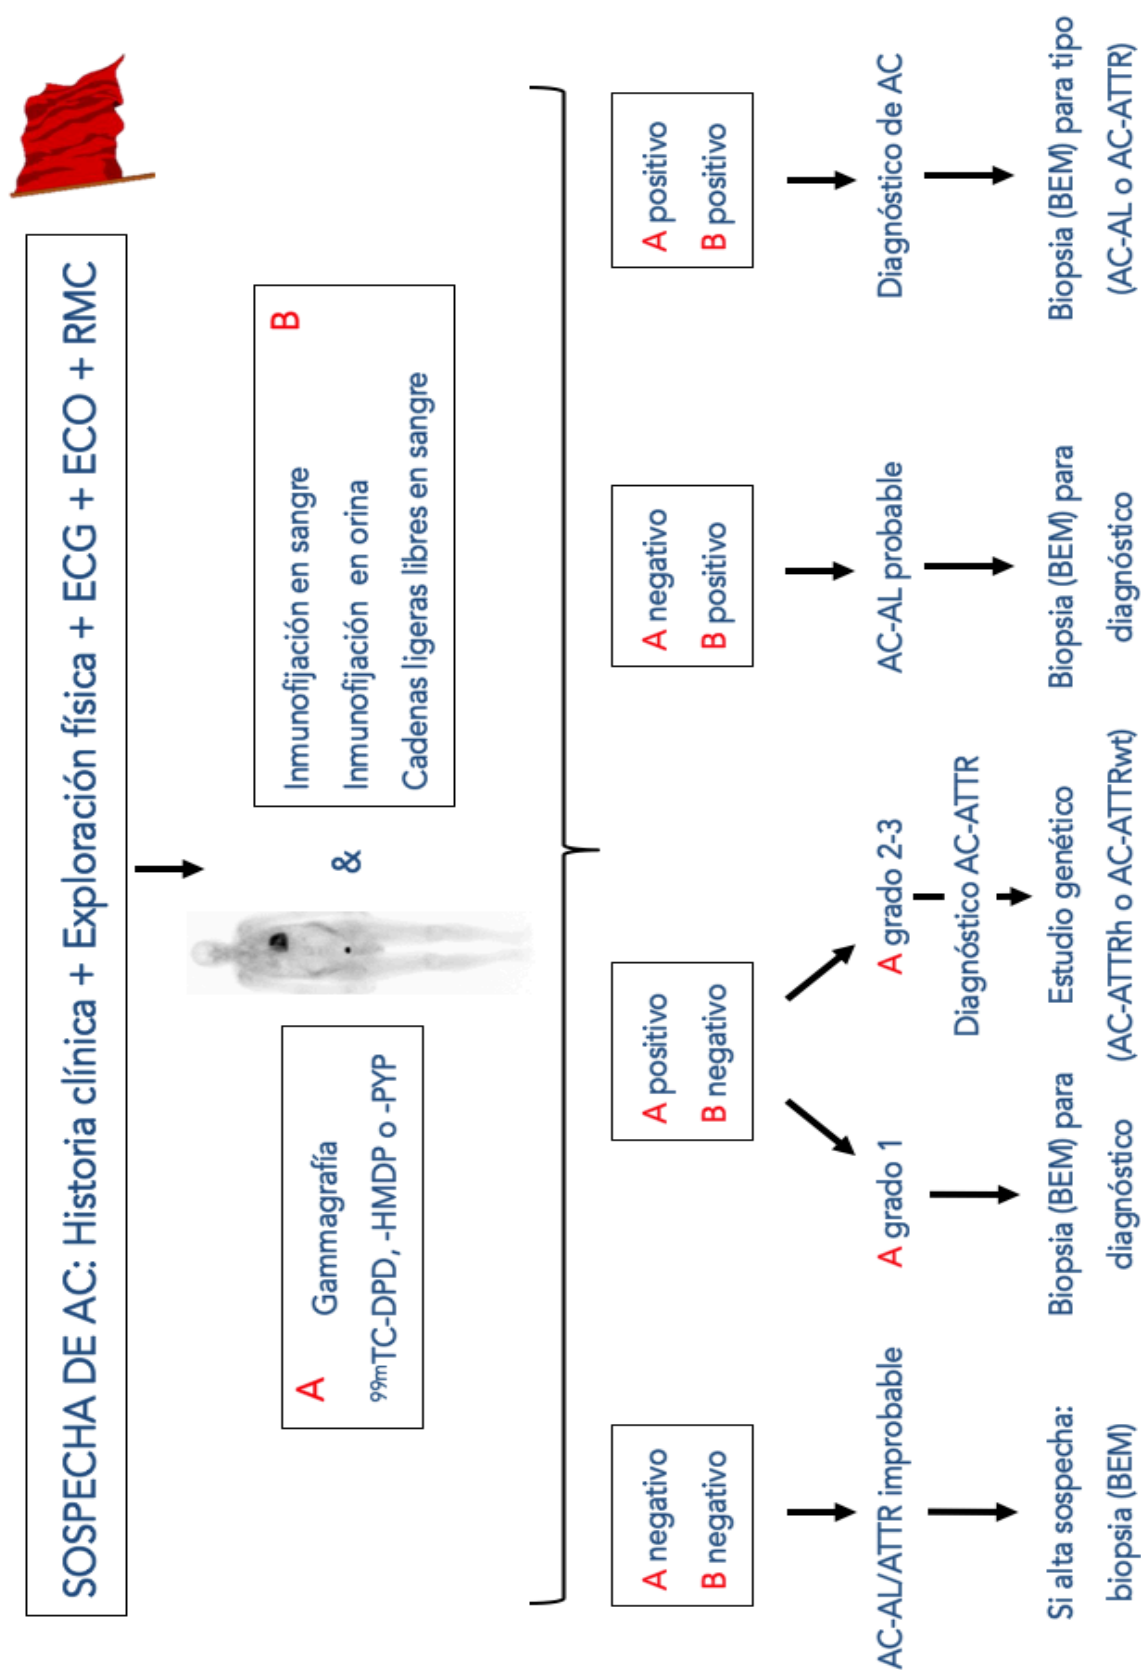 SOSPECHA DE AC: Historia clínica + Exploración física + ECG + ECO + RMC
A
Gammagrafía
99mTC-DPD, -HMDP o -PYP
&
B
Inmunofijación en sangre
Inmunofijación en orina
Cadenas ligeras libres en sangre
A negativo
B negativo
AC-AL/ATTR improbable
Si alta sospecha:
biopsia (BEM)
A positivo
B negativo
A grado 1
Biopsia (BEM) para
diagnóstico
A grado 2-3
Diagnóstico AC-ATTR
Estudio genético
(AC-ATTRh o AC-ATTRwt)
A negativo
B positivo
AC-AL probable
Biopsia (BEM) para
diagnóstico
A positivo
B positivo
Diagnóstico de AC
Biopsia (BEM) para tipo
(AC-AL o AC-ATTR)